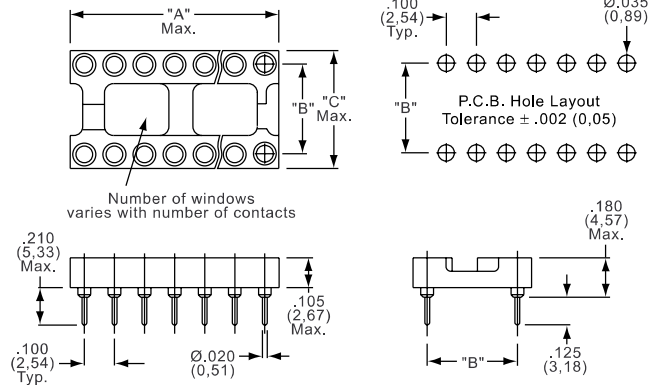 "A"
Max.
"B"
"C"
Max.
Number of windows
varies with number of contacts
.100
(2,54)
Typ.
Ø.035
(0,89)
"B"
P.C.B. Hole Layout
Tolerance ± .002 (0,05)
.210
(5,33)
Max.
.105
(2,67)
Max.
.100
(2,54)
Typ.
Ø.020
(0,51)
.180
(4,57)
Max.
"B"
.125
(3,18)